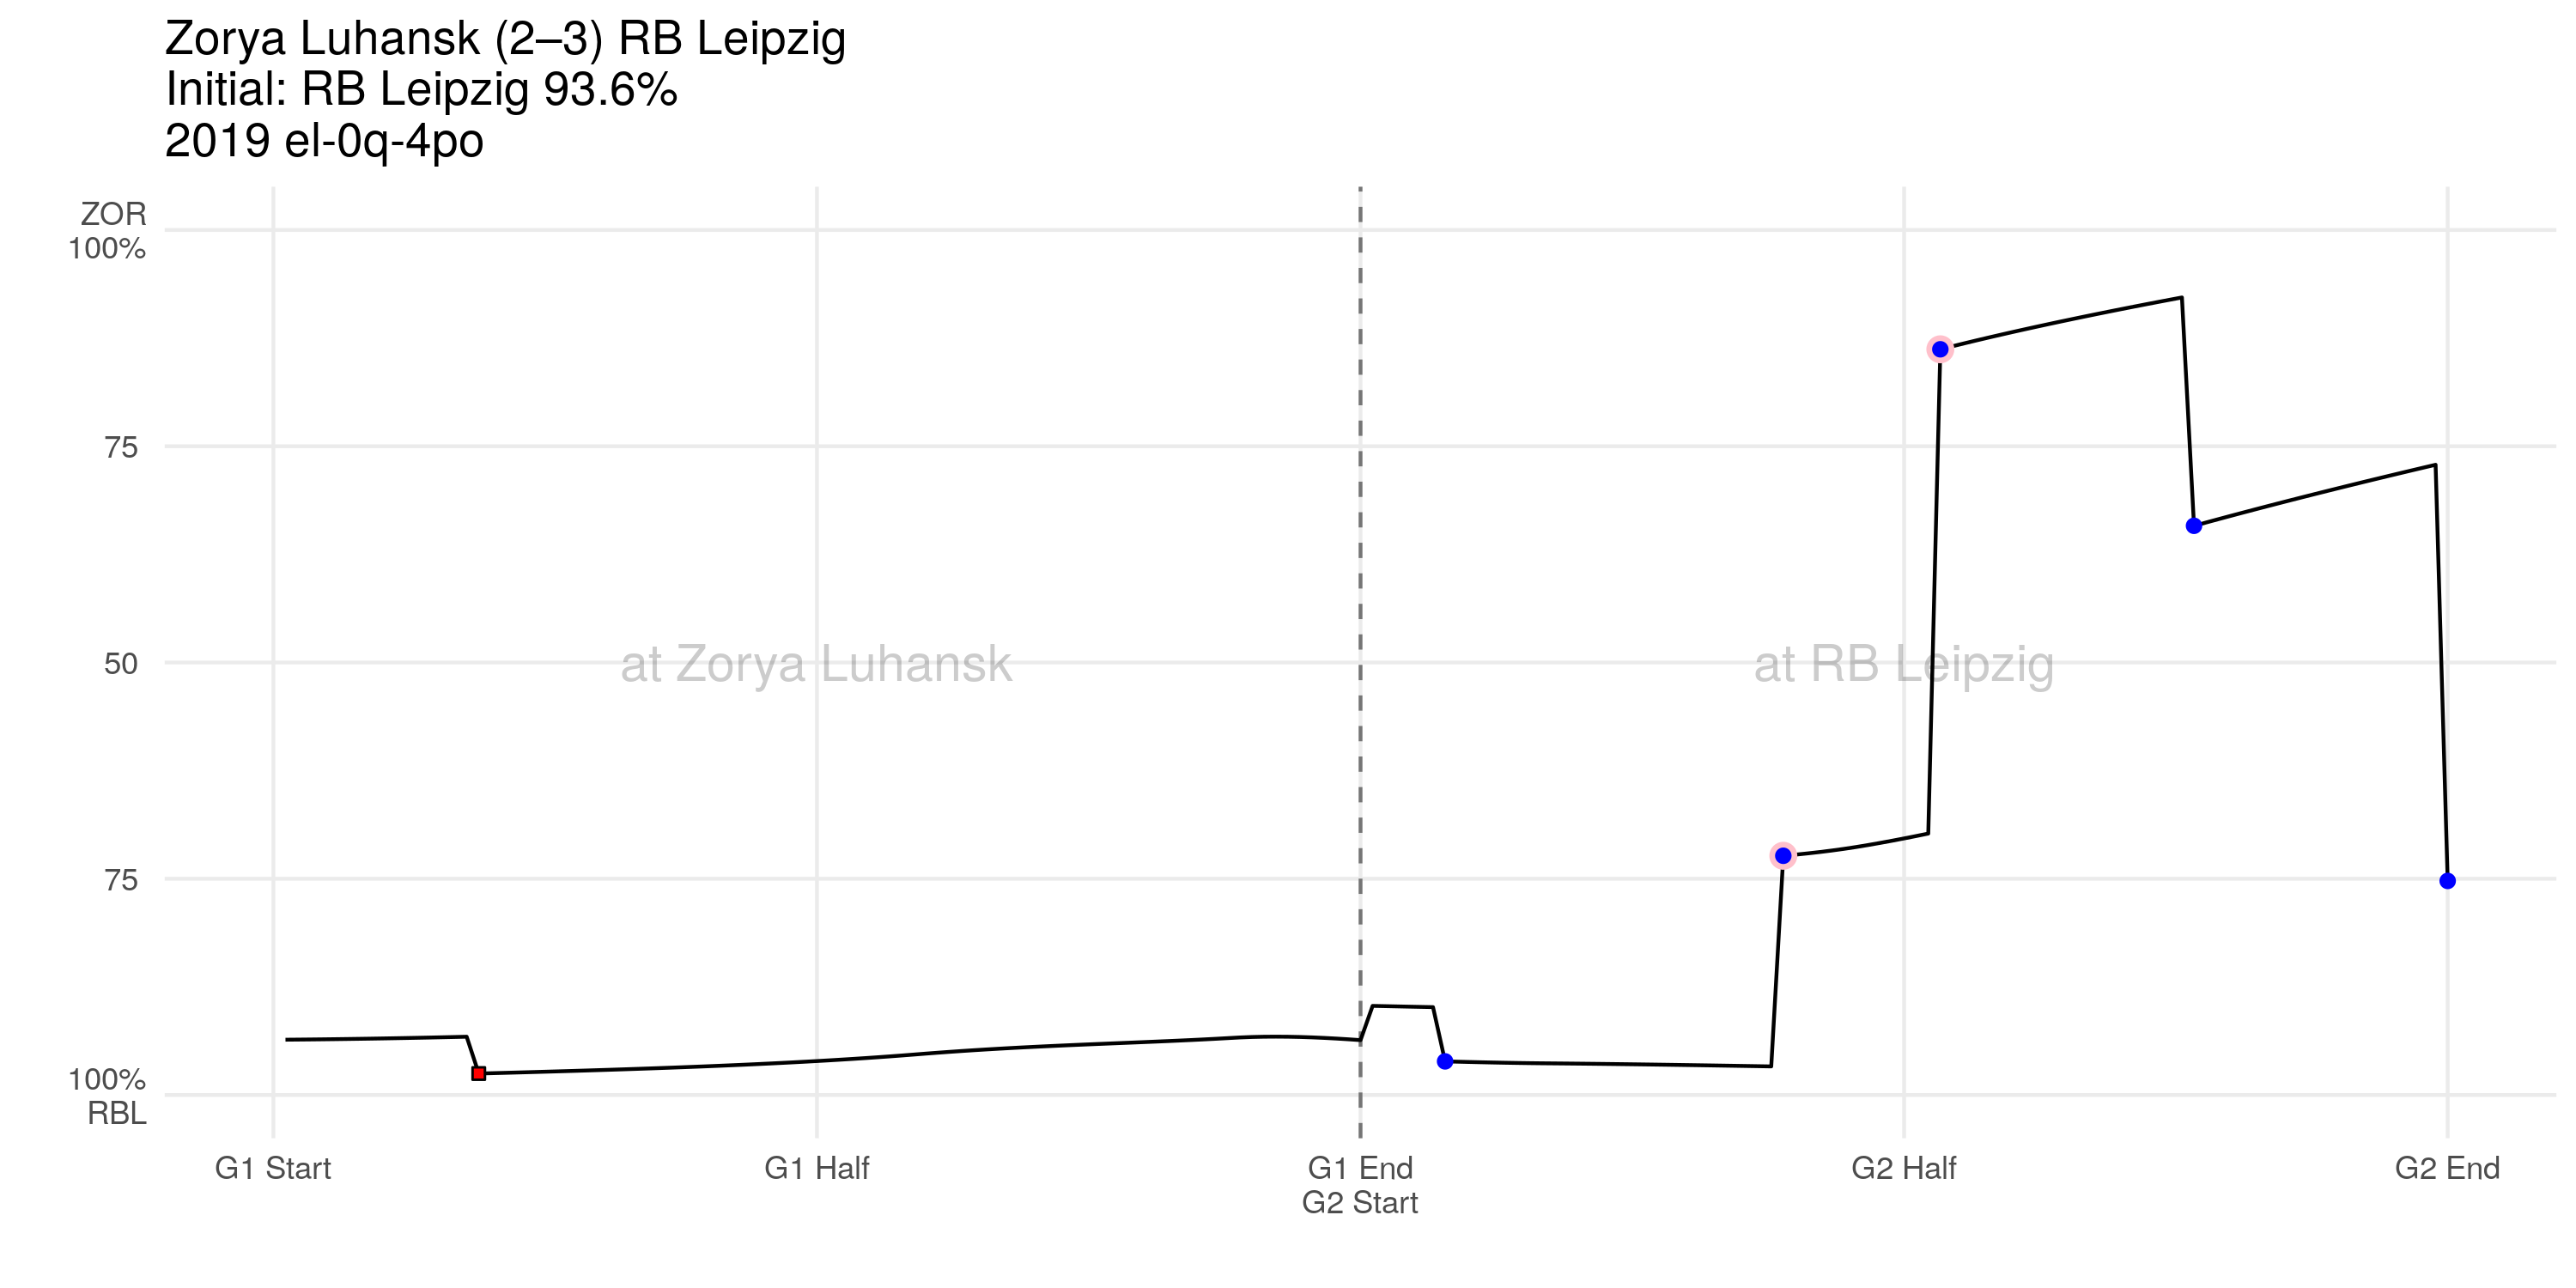 Zorya Luhansk (2–3) RB Leipzig
Initial: RB Leipzig 93.6%
2019 el-0q-4po
ZOR
100%
75
50
75
100%
RBL
at Zorya Luhansk
at RB Leipzig
G1 Start
G1 Half
G1 End
G2 Start
G2 Half
G2 End